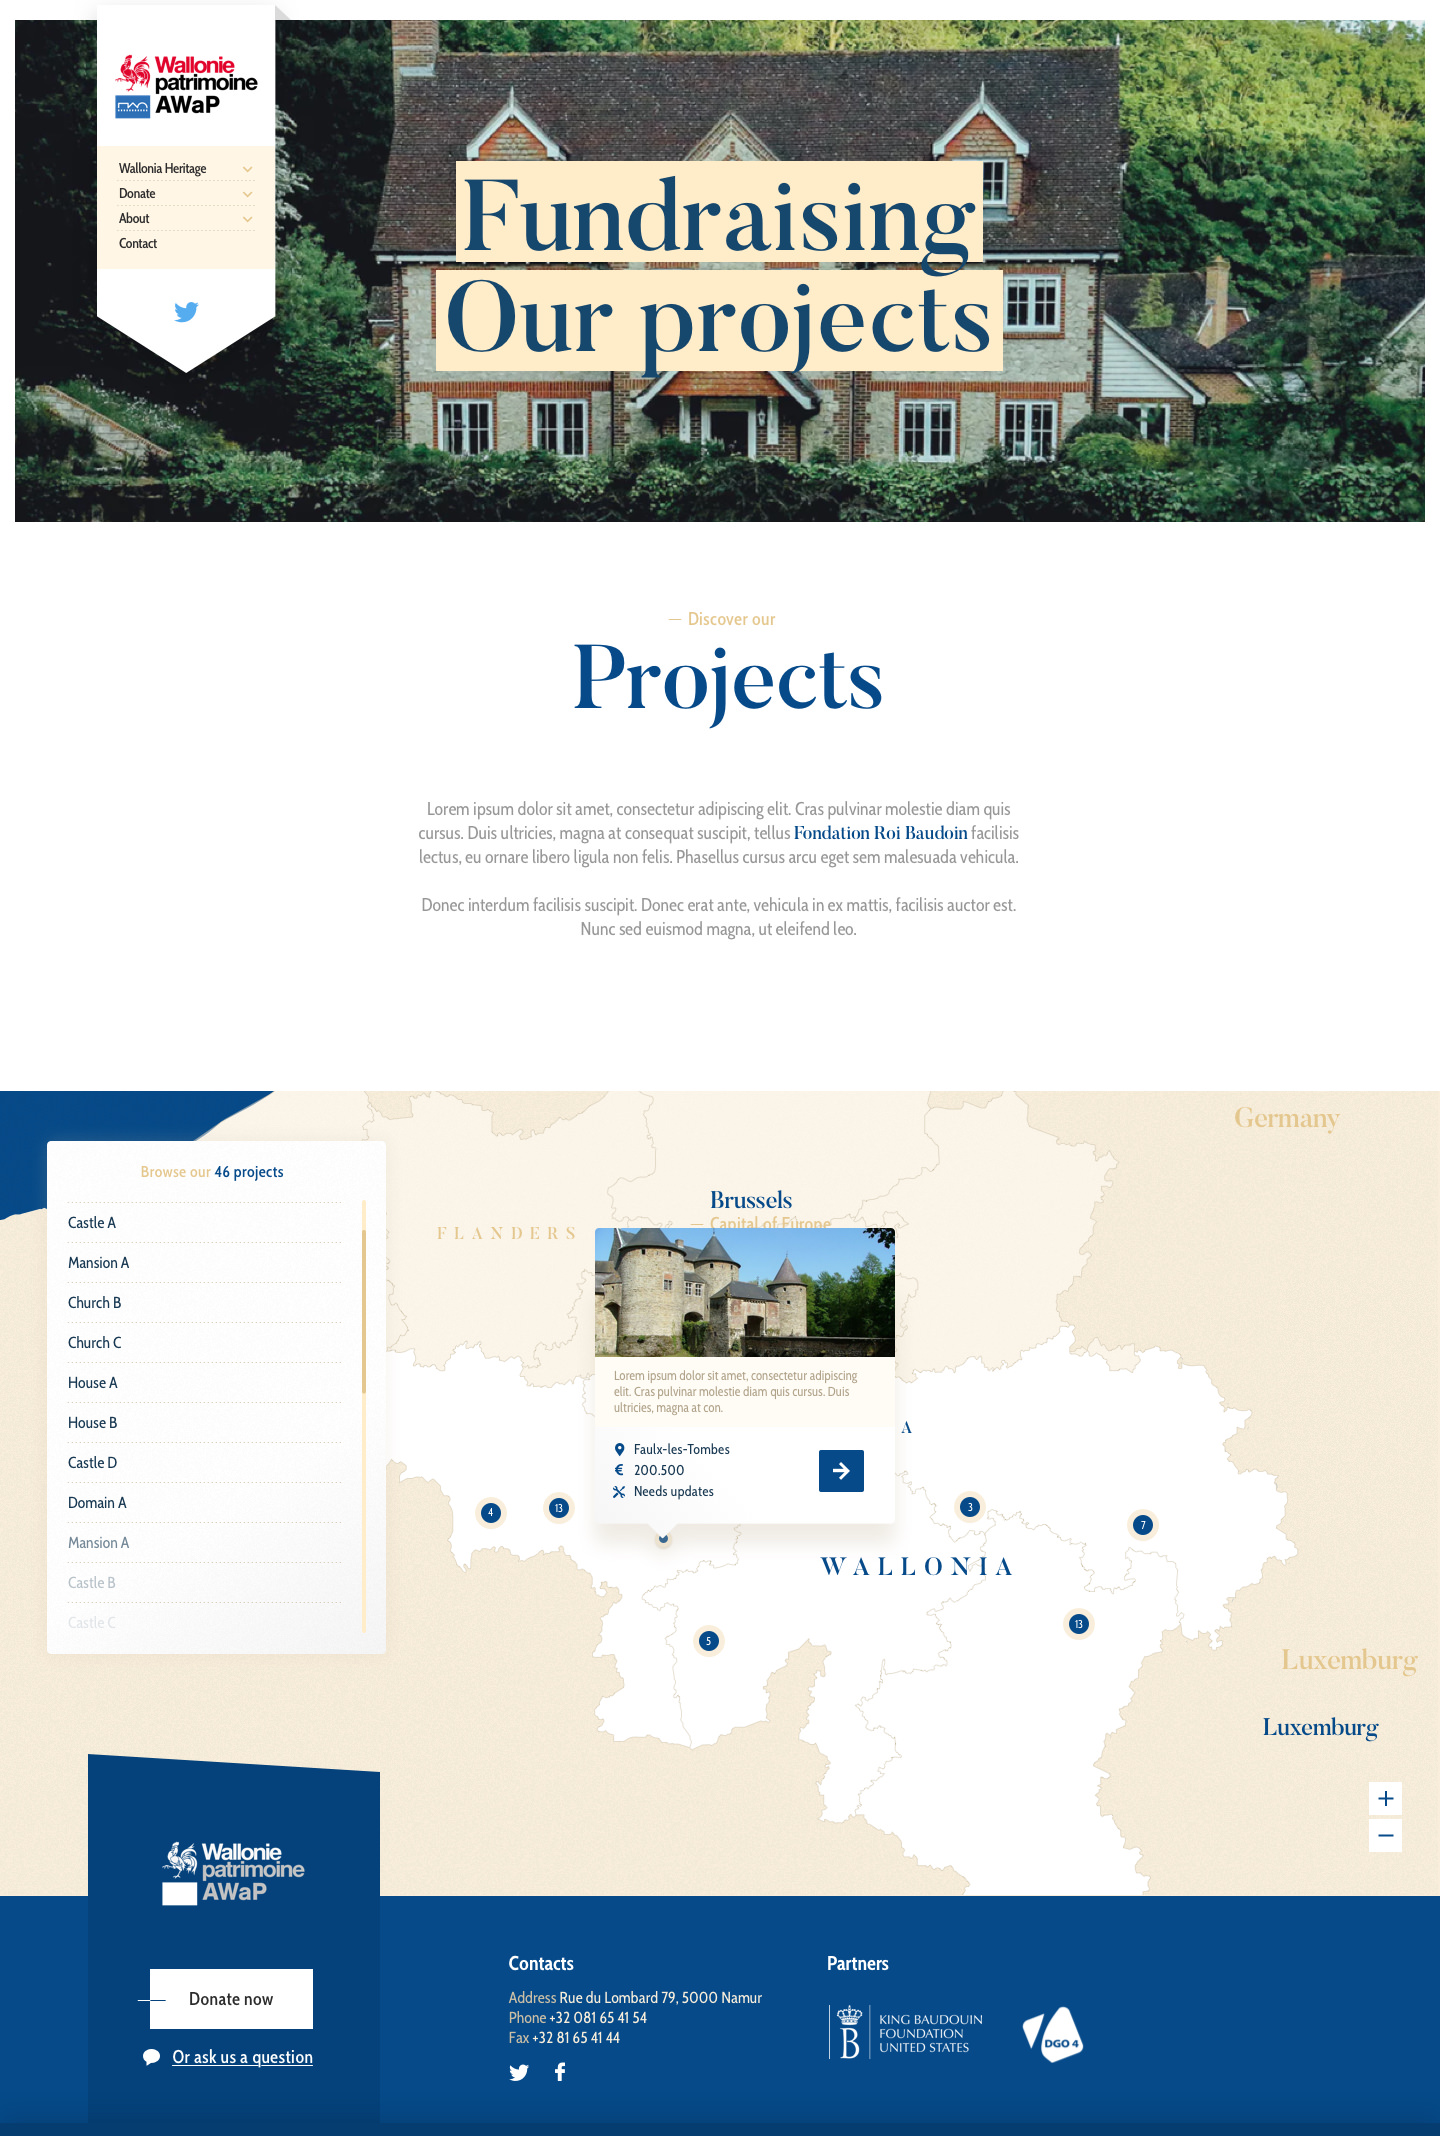 Wallonie
patrimoine
AWaP
Wallonia Heritage
Donate
About
Contact
Fundraising
Our projects
Discover our
Projects
Lorem ipsum dolor sit amet, consectetur adipiscing elit. Cras pulvinar molestie diam quis
cursus. Duis ultricies, magna at consequat suscipit, tellus Fondation Roi Baudoin facilisis
lectus, eu ornare libero ligula non felis. Phasellus cursus arcu eget sem malesuada vehicula.
Donec interdum facilisis suscipit. Donec erat ante, vehicula in ex mattis, facilisis auctor est.
Nunc sed euismod magna, ut eleifend leo.
Germany
Browse our 46 projects
Castle A
Mansion A
Church B
Church C
House A
House B
Castle D
Domain A
Mansion A
Castle B
Castle C
FLANDERS
Brussels
Capital of Europe
Lorem ipsum dolor sit amet, consectetur adipiscing
elit. Cras pulvinar molestie diam quis cursus. Duis
ultricies, magna at con.
Faulx-les-Tombes
200.500
Needs updates
A
4
13
3
7
WALLONIA
13
5
Luxemburg
Luxemburg
+
−
Wallonie
patrimoine
AWaP
Donate now
Or ask us a question
Contacts
Address Rue du Lombard 79, 5000 Namur
Phone +32 081 65 41 54
Fax +32 81 65 41 44
Partners
B
KING BAUDOUIN
FOUNDATION
UNITED STATES
DGO 4